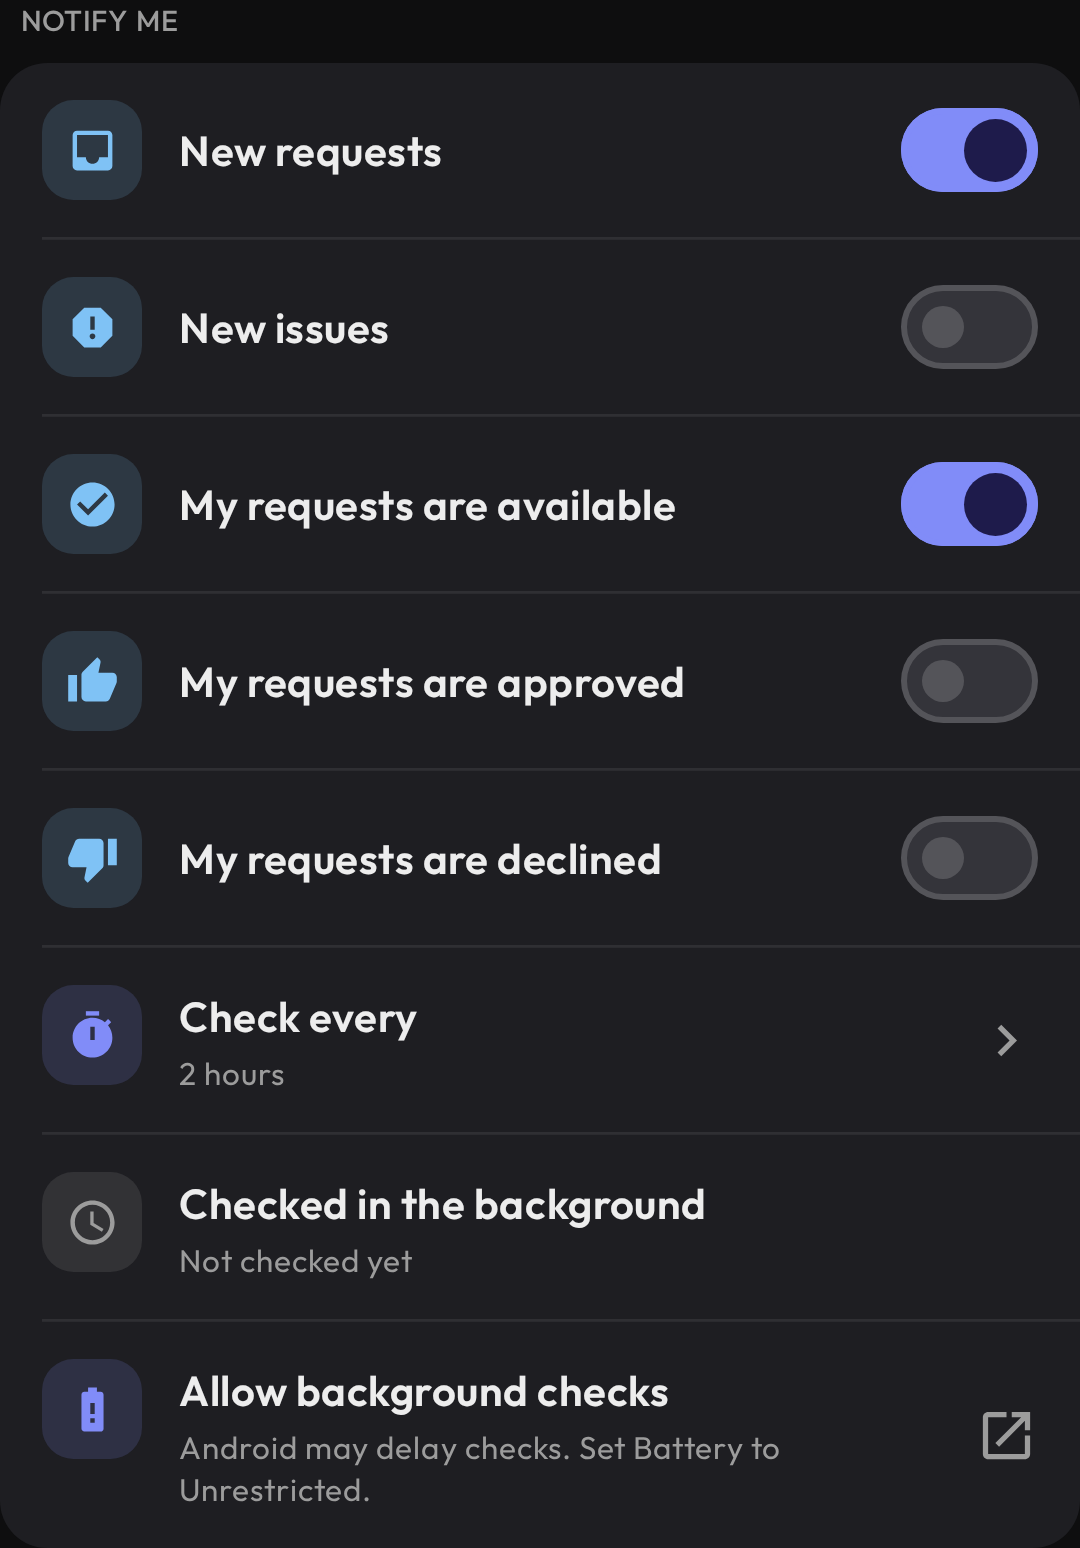 NOTIFY ME
New requests
New issues
My requests are available
My requests are approved
My requests are declined
Check every
2 hours
Checked in the background
Not checked yet
Allow background checks
Android may delay checks. Set Battery to
Unrestricted.